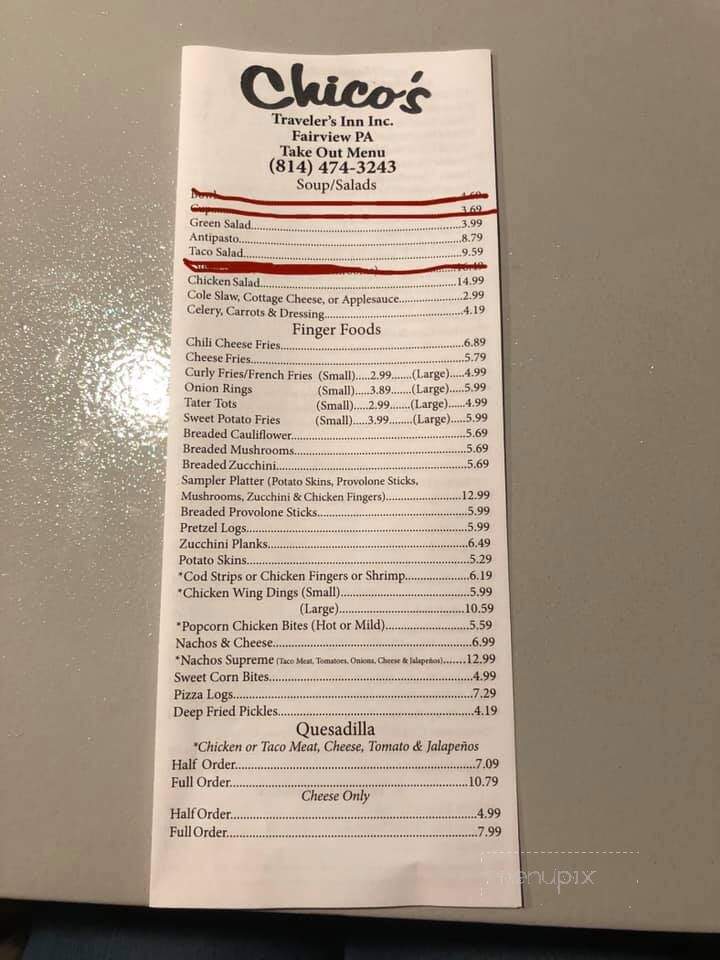 Chico's
Traveler's Inn Inc.
Fairview PA
Take Out Menu
(814) 474-3243
Soup/Salads
Bowl 4.69
Cup 3.69
Green Salad 3.99
Antipasto 8.79
Taco Salad 9.59
Chicken Salad 14.99
Cole Slaw, Cottage Cheese, or Applesauce 2.99
Celery, Carrots & Dressing 4.19
Finger Foods
Chili Cheese Fries 6.89
Cheese Fries 5.79
Curly Fries/French Fries (Small) 2.99 (Large) 4.99
Onion Rings (Small) 3.89 (Large) 5.99
Tater Tots (Small) 2.99 (Large) 4.99
Sweet Potato Fries (Small) 3.99 (Large) 5.99
Breaded Cauliflower 5.69
Breaded Mushrooms 5.69
Breaded Zucchini 5.69
Sampler Platter (Potato Skins, Provolone Sticks,
Mushrooms, Zucchini & Chicken Fingers) 12.99
Breaded Provolone Sticks 5.99
Pretzel Logs 5.99
Zucchini Planks 6.49
Potato Skins 5.29
*Cod Strips or Chicken Fingers or Shrimp 6.19
*Chicken Wing Dings (Small) 5.99
(Large) 10.59
*Popcorn Chicken Bites (Hot or Mild) 5.59
Nachos & Cheese 6.99
*Nachos Supreme (Taco Meat, Tomatoes, Onions, Cheese & Jalapeños) 12.99
Sweet Corn Bites 4.99
Pizza Logs 7.29
Deep Fried Pickles 4.19
Quesadilla
*Chicken or Taco Meat, Cheese, Tomato & Jalapeños
Half Order 7.09
Full Order 10.79
Cheese Only
Half Order 4.99
Full Order 7.99
menupix